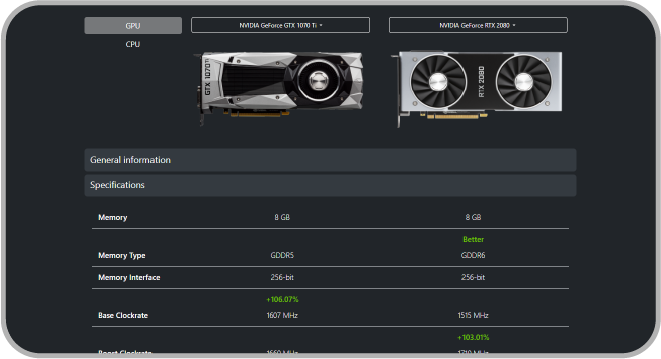 GPU
NVIDIA GeForce GTX 1070 Ti
NVIDIA GeForce RTX 2080
CPU
GTX 1070 Ti
RTX 2080
General information
Specifications
Memory 8 GB 8 GB
Better
Memory Type GDDR5 GDDR6
Memory Interface 256-bit 256-bit
+106.07%
Base Clockrate 1607 MHz 1515 MHz
+103.01%
Boost Clockrate 1660 MHz 1710 MHz